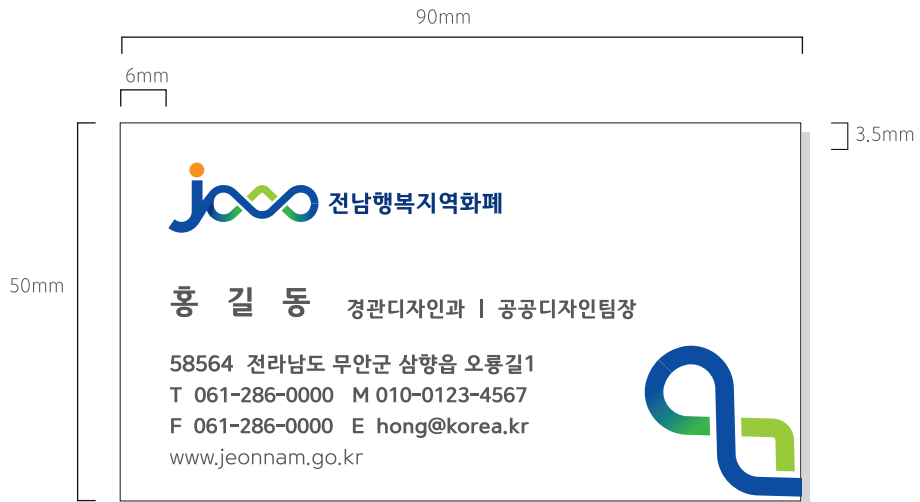 90mm
6mm
3.5mm
50mm
jeon 전남행복지역화폐
홍 길 동 경관디자인과 | 공공디자인팀장
58564 전라남도 무안군 삼향읍 오룡길1
T 061-286-0000 M 010-0123-4567
F 061-286-0000 E hong@korea.kr
www.jeonnam.go.kr